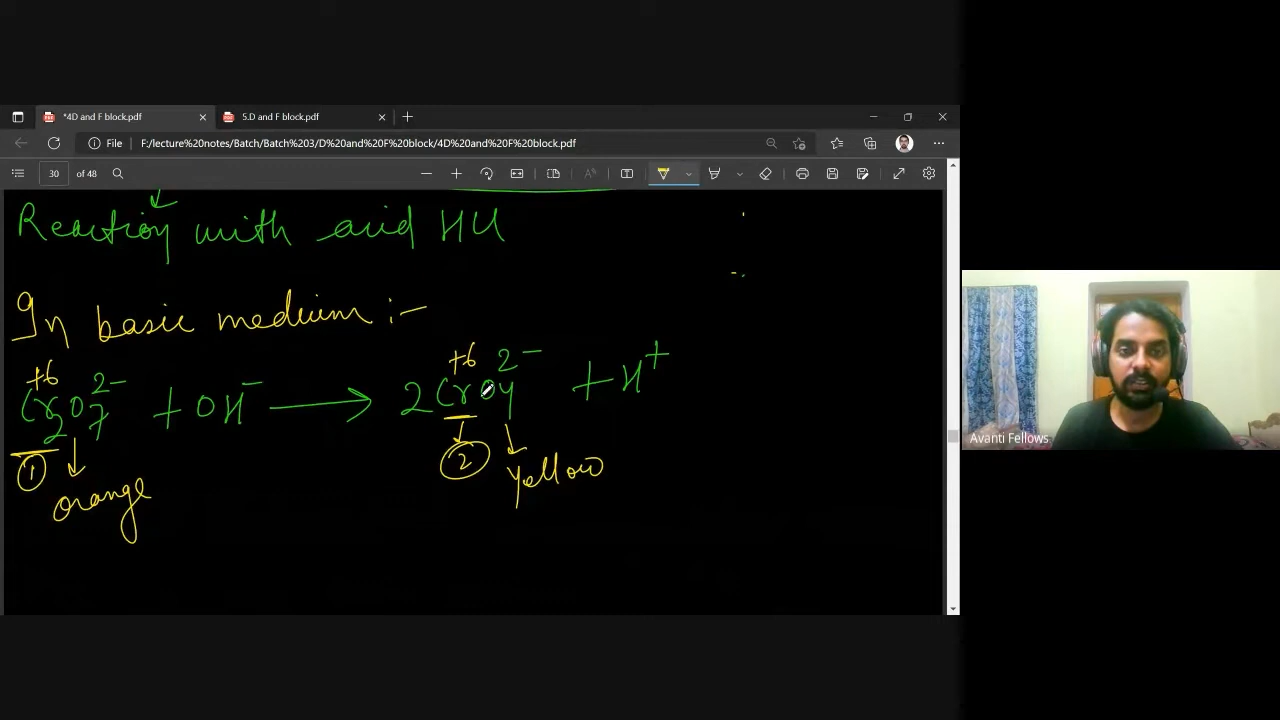 *4D and F block.pdf
5.D and F block.pdf
File
F:/lecture%20notes/Batch/Batch%203/D%20and%20F%20block/4D%20and%20F%20block.pdf
30 of 48
Reaction with acid HCl
In basic medium :-
+6 +6
Cr2O7 2- + OH- → 2CrO4 2- + H+
① ②
orange yellow
Avanti Fellows